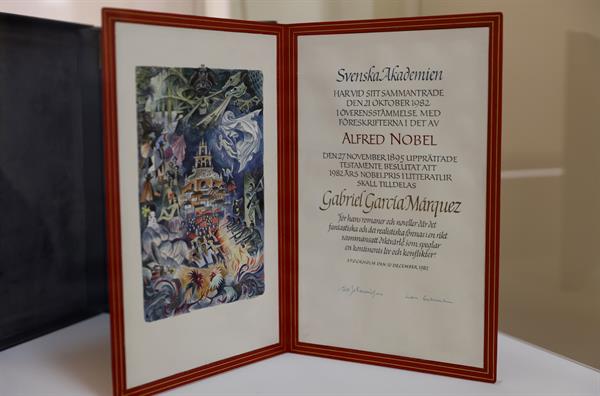 Svenska Akademien
HAR VID SITT SAMMANTRÄDE
DEN 21 OKTOBER 1982
I ÖVERENSSTÄMMELSE MED
FÖRESKRIFTERNA I DET AV
ALFRED NOBEL
DEN 27 NOVEMBER 1895 UPPRÄTTADE
TESTAMENTE BESLUTAT ATT
1982 ÅRS NOBELPRIS I LITTERATUR
SKALL TILLDELAS
Gabriel García Márquez
"för hans romaner och noveller där det
fantastiska och det realistiska förenas i en rikt
sammansatt diktvärld, som speglar
en kontinents liv och konflikter"
STOCKHOLM DEN 10 DECEMBER 1982